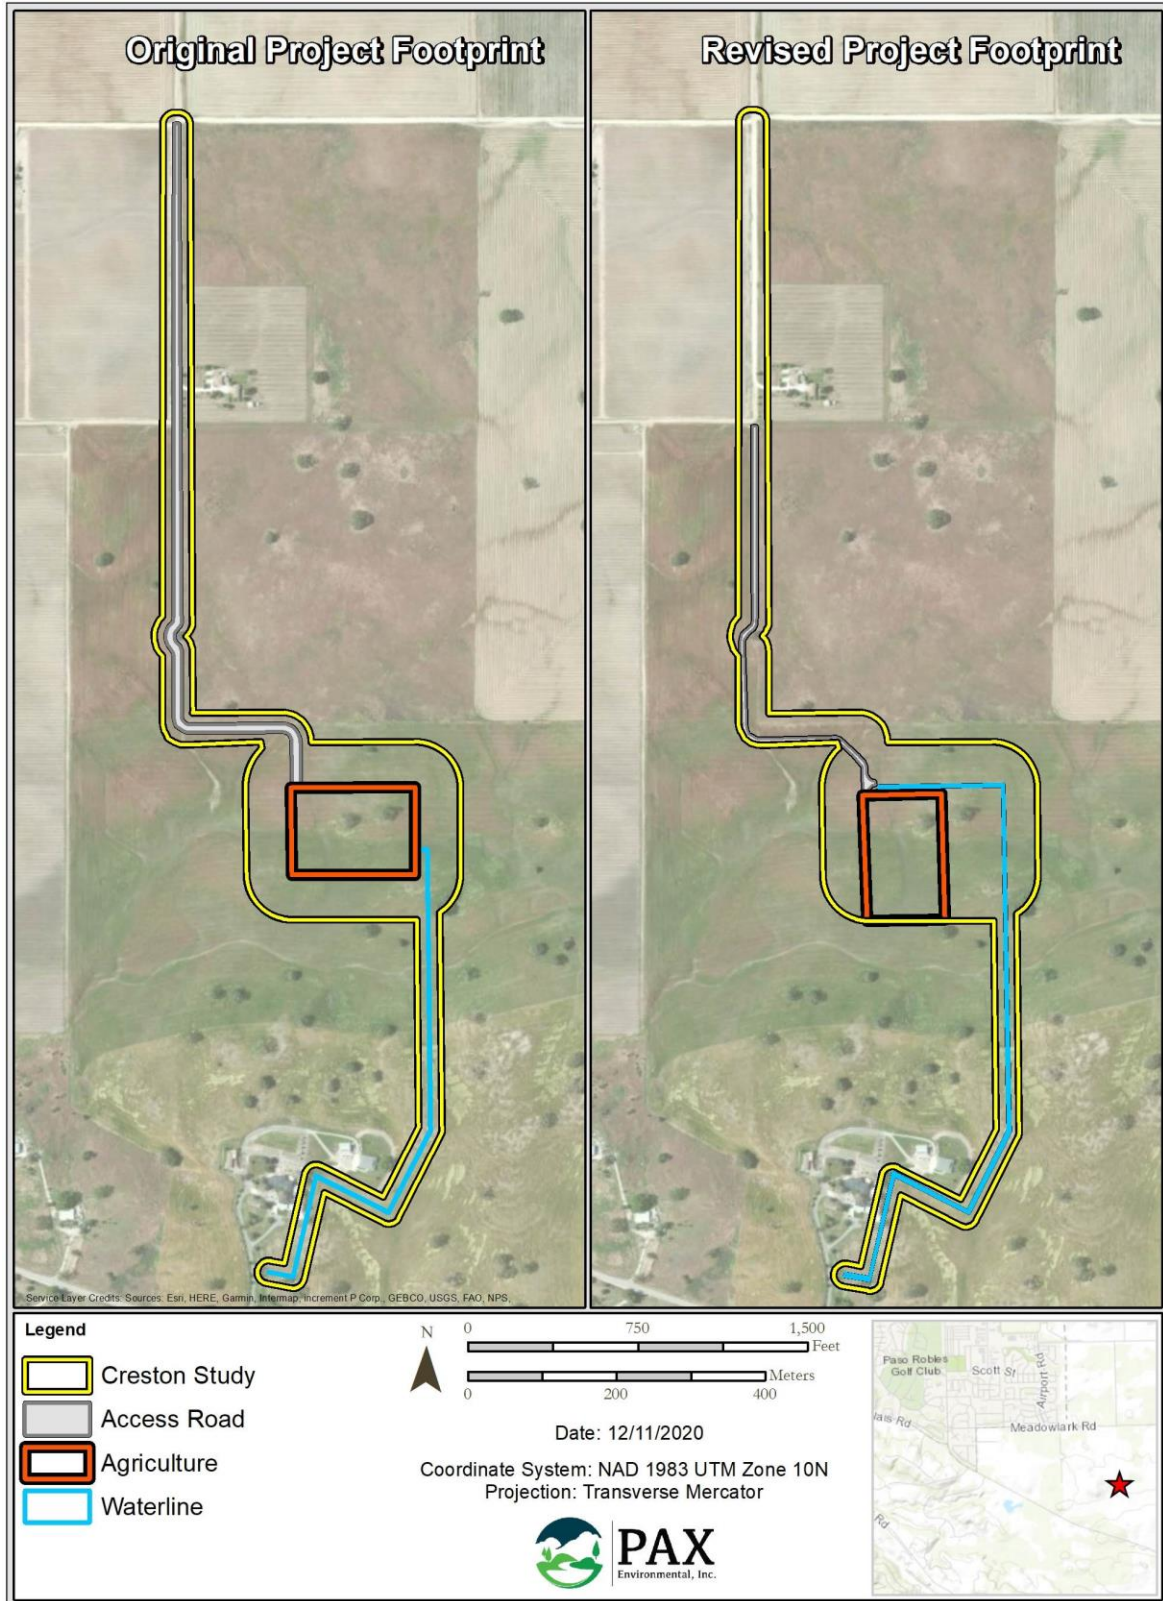 Original Project Footprint
Revised Project Footprint
Service Layer Credits: Sources: Esri, HERE, Garmin, Intermap, increment P Corp., GEBCO, USGS, FAO, NPS,
Legend
Creston Study
Access Road
Agriculture
Waterline
N
0 750 1,500
Feet
Meters
0 200 400
Date: 12/11/2020
Coordinate System: NAD 1983 UTM Zone 10N
Projection: Transverse Mercator
PAX
Environmental, Inc.
Paso Robles
Golf Club
Scott St
Airport Rd
Meadowlark Rd
lais-Rd
Rd